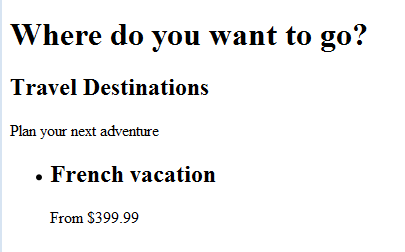 Where do you want to go?
Travel Destinations
Plan your next adventure
French vacation
From $399.99